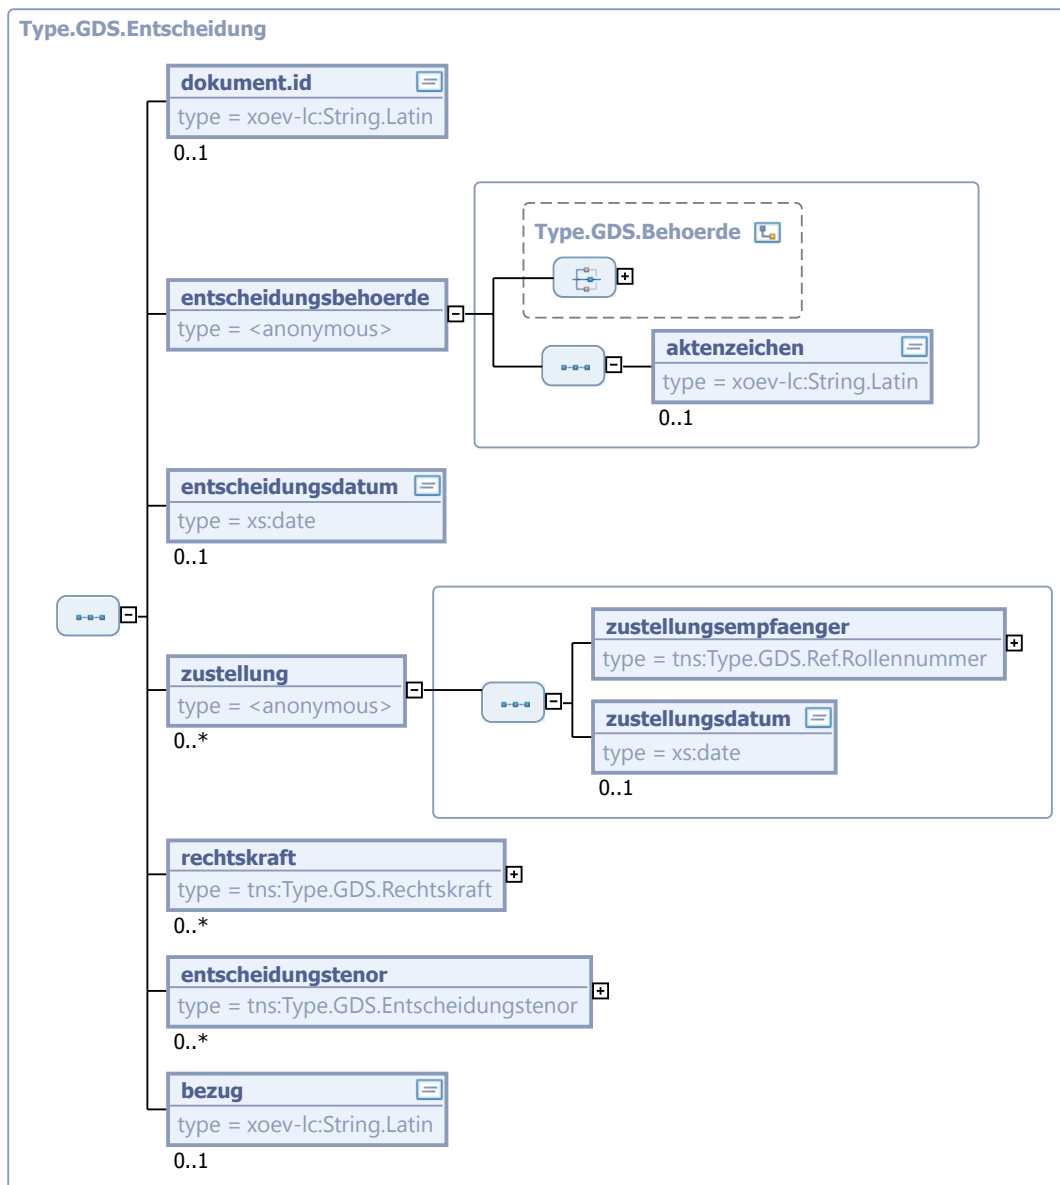 Type.GDS.Entscheidung
dokument.id
type = xoev-lc:String.Latin
0..1
Type.GDS.Behoerde
entscheidungsbehoerde
type = <anonymous>
aktenzeichen
type = xoev-lc:String.Latin
0..1
entscheidungsdatum
type = xs:date
0..1
zustellungsempfaenger
type = tns:Type.GDS.Ref.Rollennummer
zustellung
type = <anonymous>
0..*
zustellungsdatum
type = xs:date
0..1
rechtskraft
type = tns:Type.GDS.Rechtskraft
0..*
entscheidungstenor
type = tns:Type.GDS.Entscheidungstenor
0..*
bezug
type = xoev-lc:String.Latin
0..1